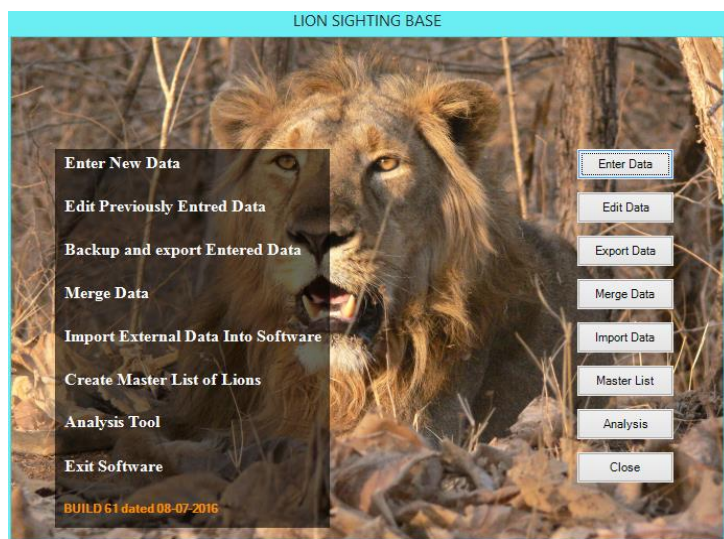 LION SIGHTING BASE
Enter New Data
Enter Data
Edit Previously Entred Data
Edit Data
Backup and export Entered Data
Export Data
Merge Data
Merge Data
Import External Data Into Software
Import Data
Create Master List of Lions
Master List
Analysis Tool
Analysis
Exit Software
Close
BUILD 61 dated 08-07-2016